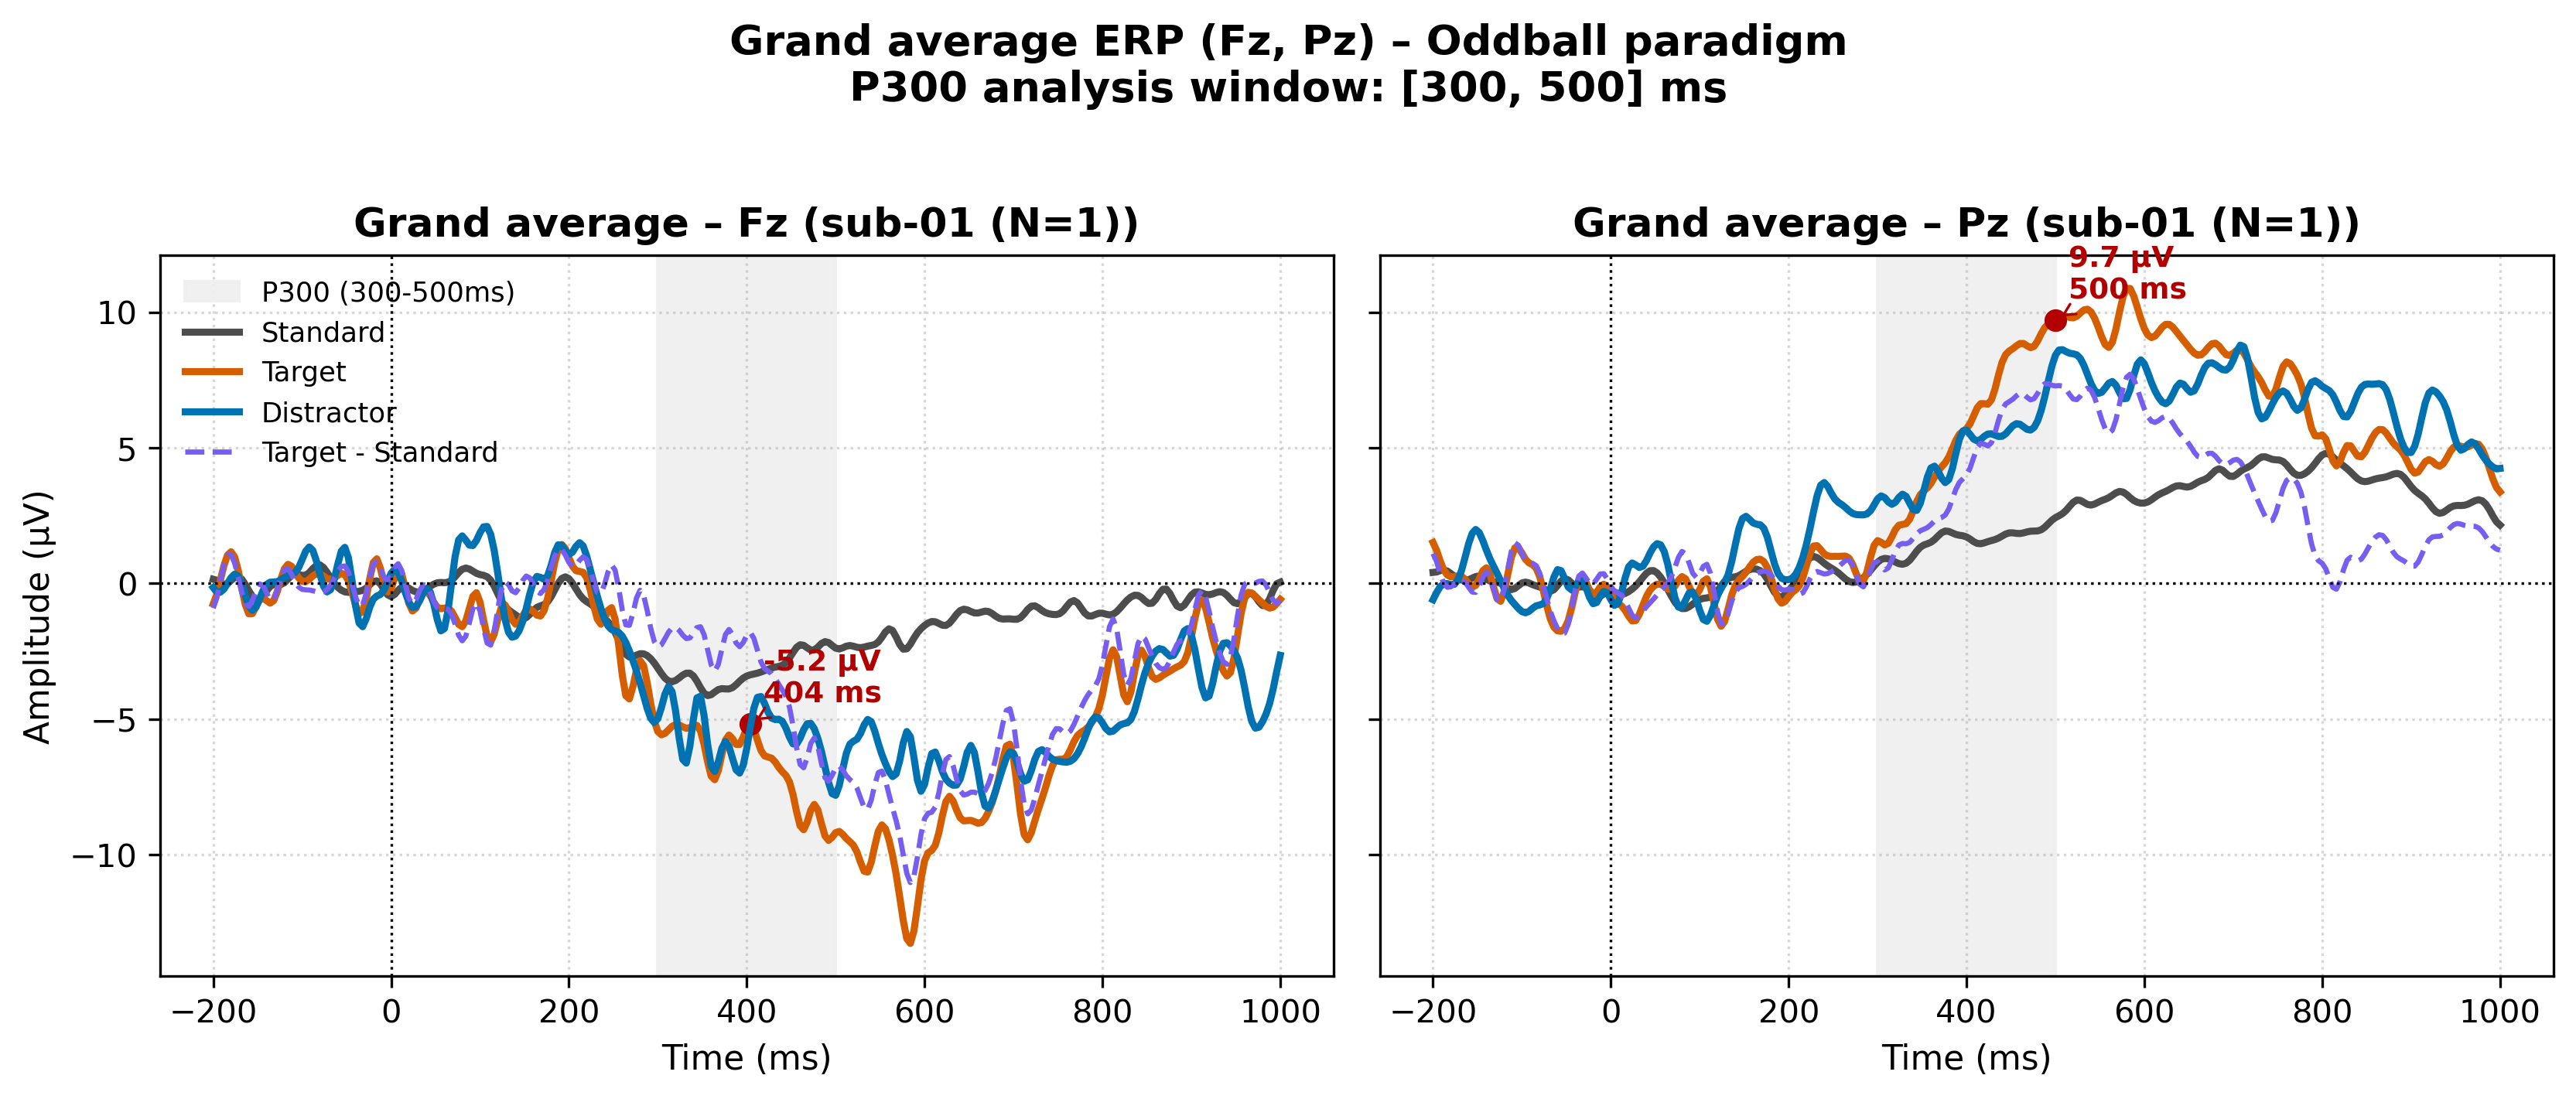 Grand average ERP (Fz, Pz) – Oddball paradigm
P300 analysis window: [300, 500] ms
Grand average – Fz (sub-01 (N=1))
P300 (300-500ms)
Standard
Target
Distractor
Target - Standard
-5.2 µV
404 ms
Amplitude (µV)
10
5
0
−5
−10
−200
0
200
400
600
800
1000
Time (ms)
Grand average – Pz (sub-01 (N=1))
9.7 µV
500 ms
−200
0
200
400
600
800
1000
Time (ms)